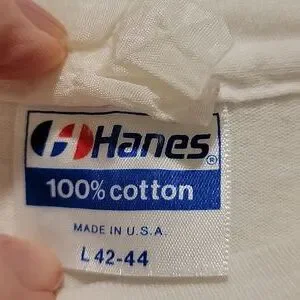 Hanes®
100% cotton
MADE IN U.S.A.
L 42-44